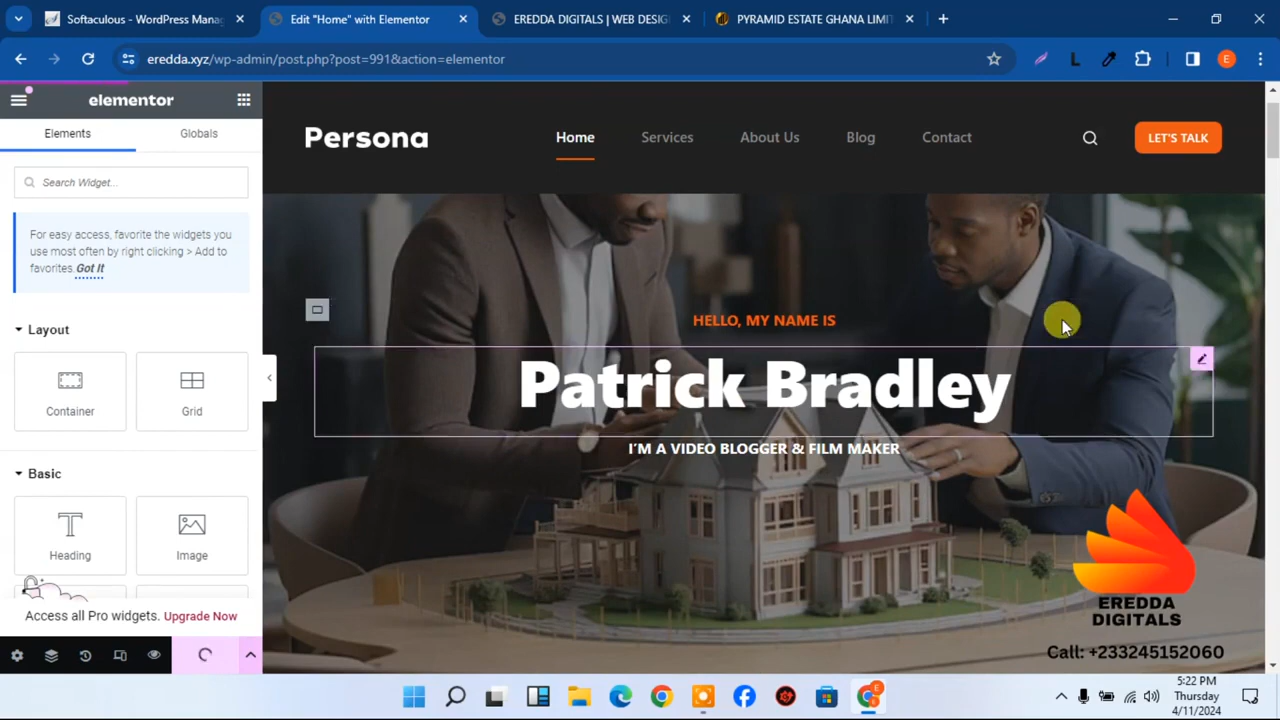 Softaculous - WordPress Mana
Edit "Home" with Elementor
EREDDA DIGITALS | WEB DESIG
PYRAMID ESTATE GHANA LIMIT
eredda.xyz/wp-admin/post.php?post=991&action=elementor
L
E
elementor
Elements
Globals
Search Widget...
For easy access, favorite the widgets you
use most often by right clicking > Add to
favorites. Got It
Layout
Container
Grid
Basic
Heading
Image
Access all Pro widgets. Upgrade Now
Persona
Home
Services
About Us
Blog
Contact
LET'S TALK
HELLO, MY NAME IS
Patrick Bradley
I'M A VIDEO BLOGGER & FILM MAKER
EREDDA
DIGITALS
Call: +233245152060
E
5:22 PM
Thursday
4/11/2024